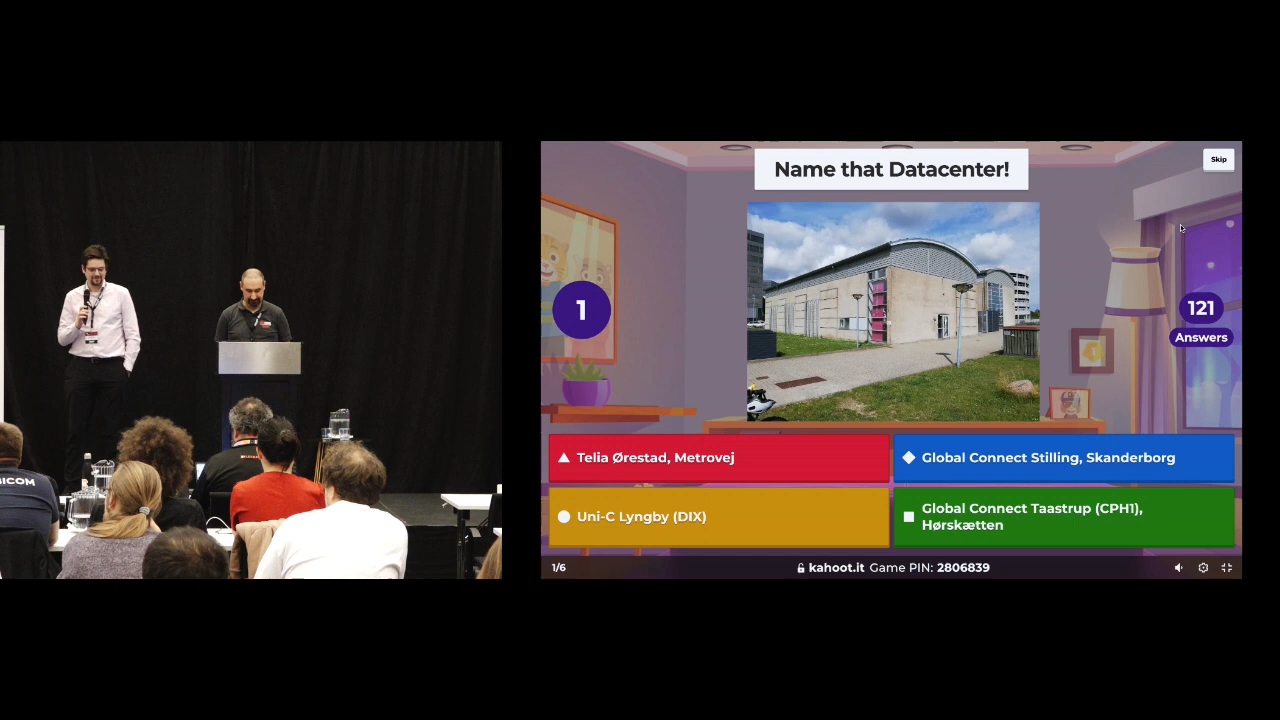 Name that Datacenter!
Skip
1
121
Answers
Telia Ørestad, Metrovej
Global Connect Stilling, Skanderborg
Uni-C Lyngby (DIX)
Global Connect Taastrup (CPH1),
Hørskætten
1/6
kahoot.it Game PIN: 2806839